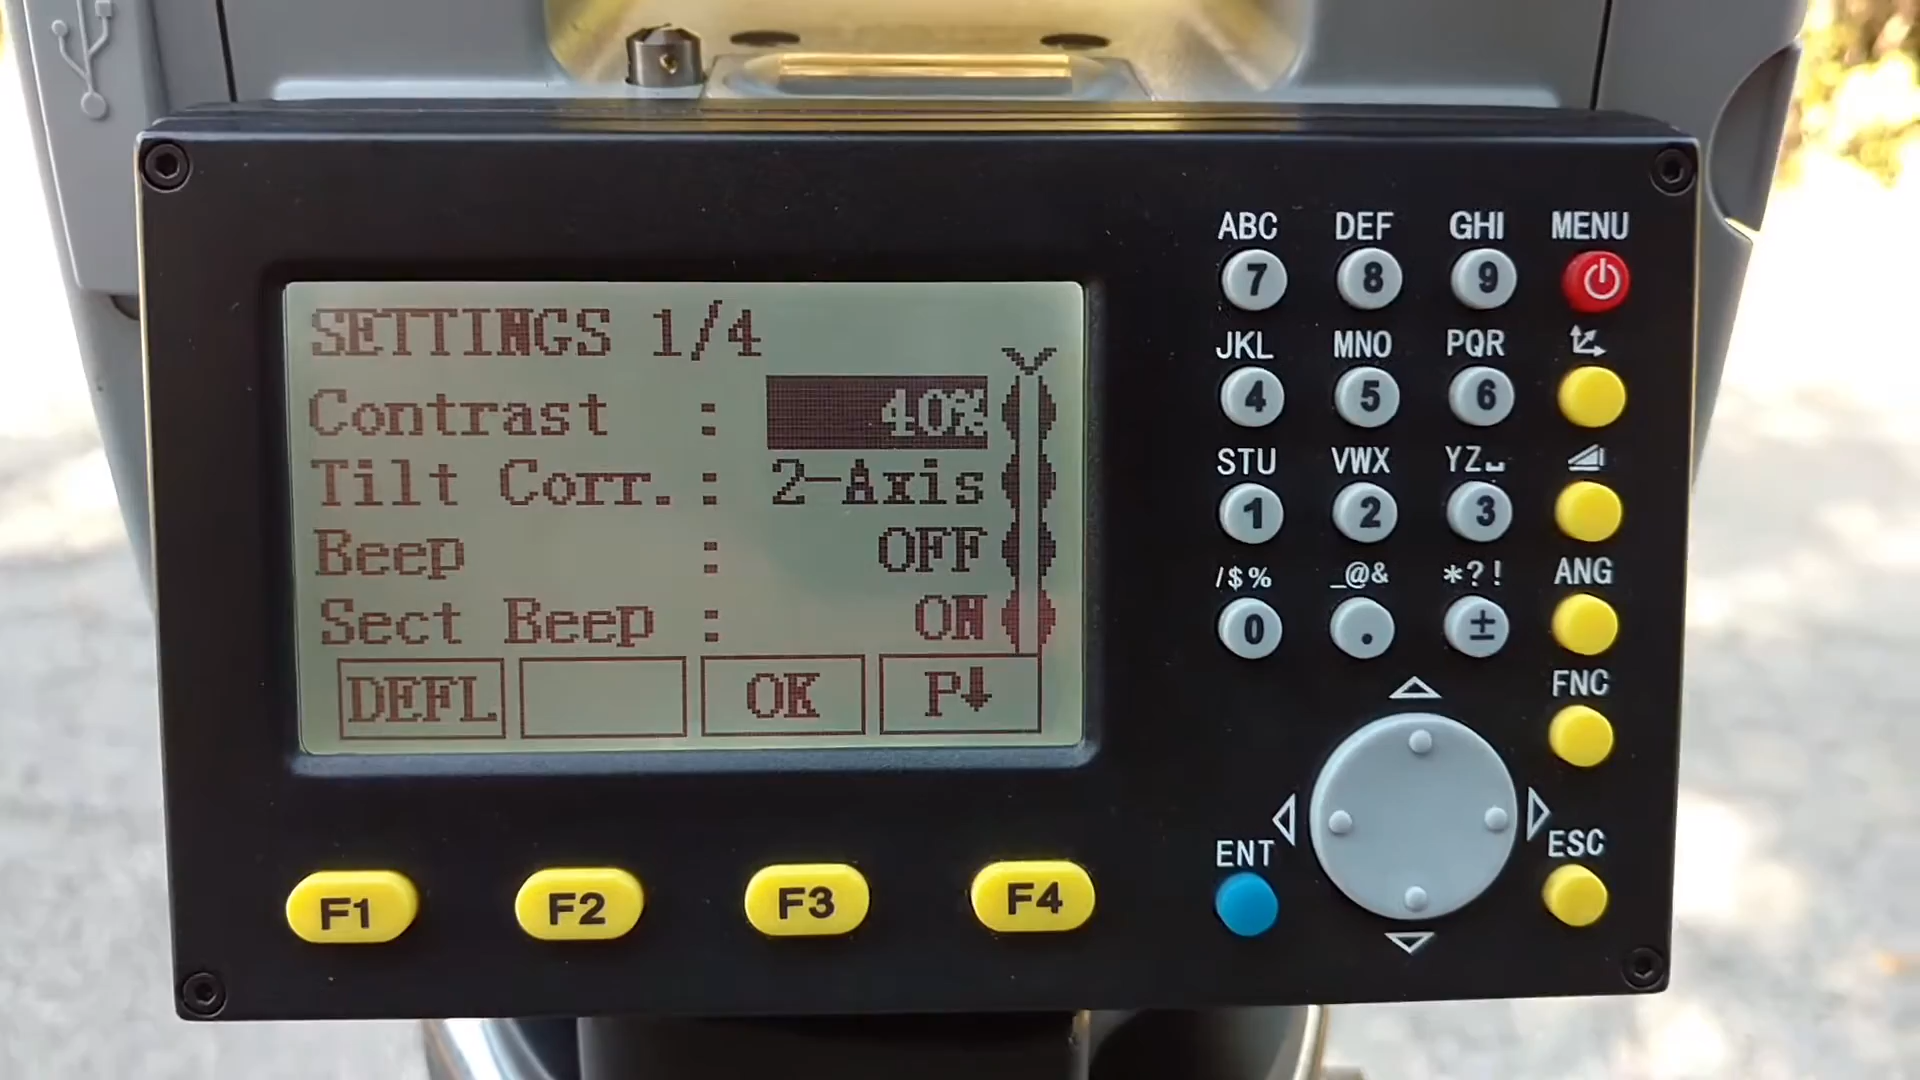 SETTINGS 1/4
Contrast : 40%
Tilt Corr. : 2-Axis
Beep : OFF
Sect Beep : ON
DEFL OK P↓
F1 F2 F3 F4
ABC DEF GHI MENU
7 8 9
JKL MNO PQR
4 5 6
STU VWX YZ␣
1 2 3
/$% _@& *?! ANG
0 . ±
FNC
ENT ESC